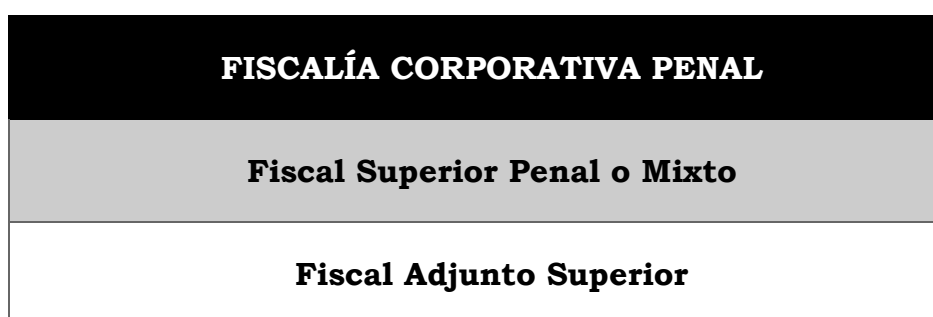 FISCALÍA CORPORATIVA PENAL
Fiscal Superior Penal o Mixto
Fiscal Adjunto Superior